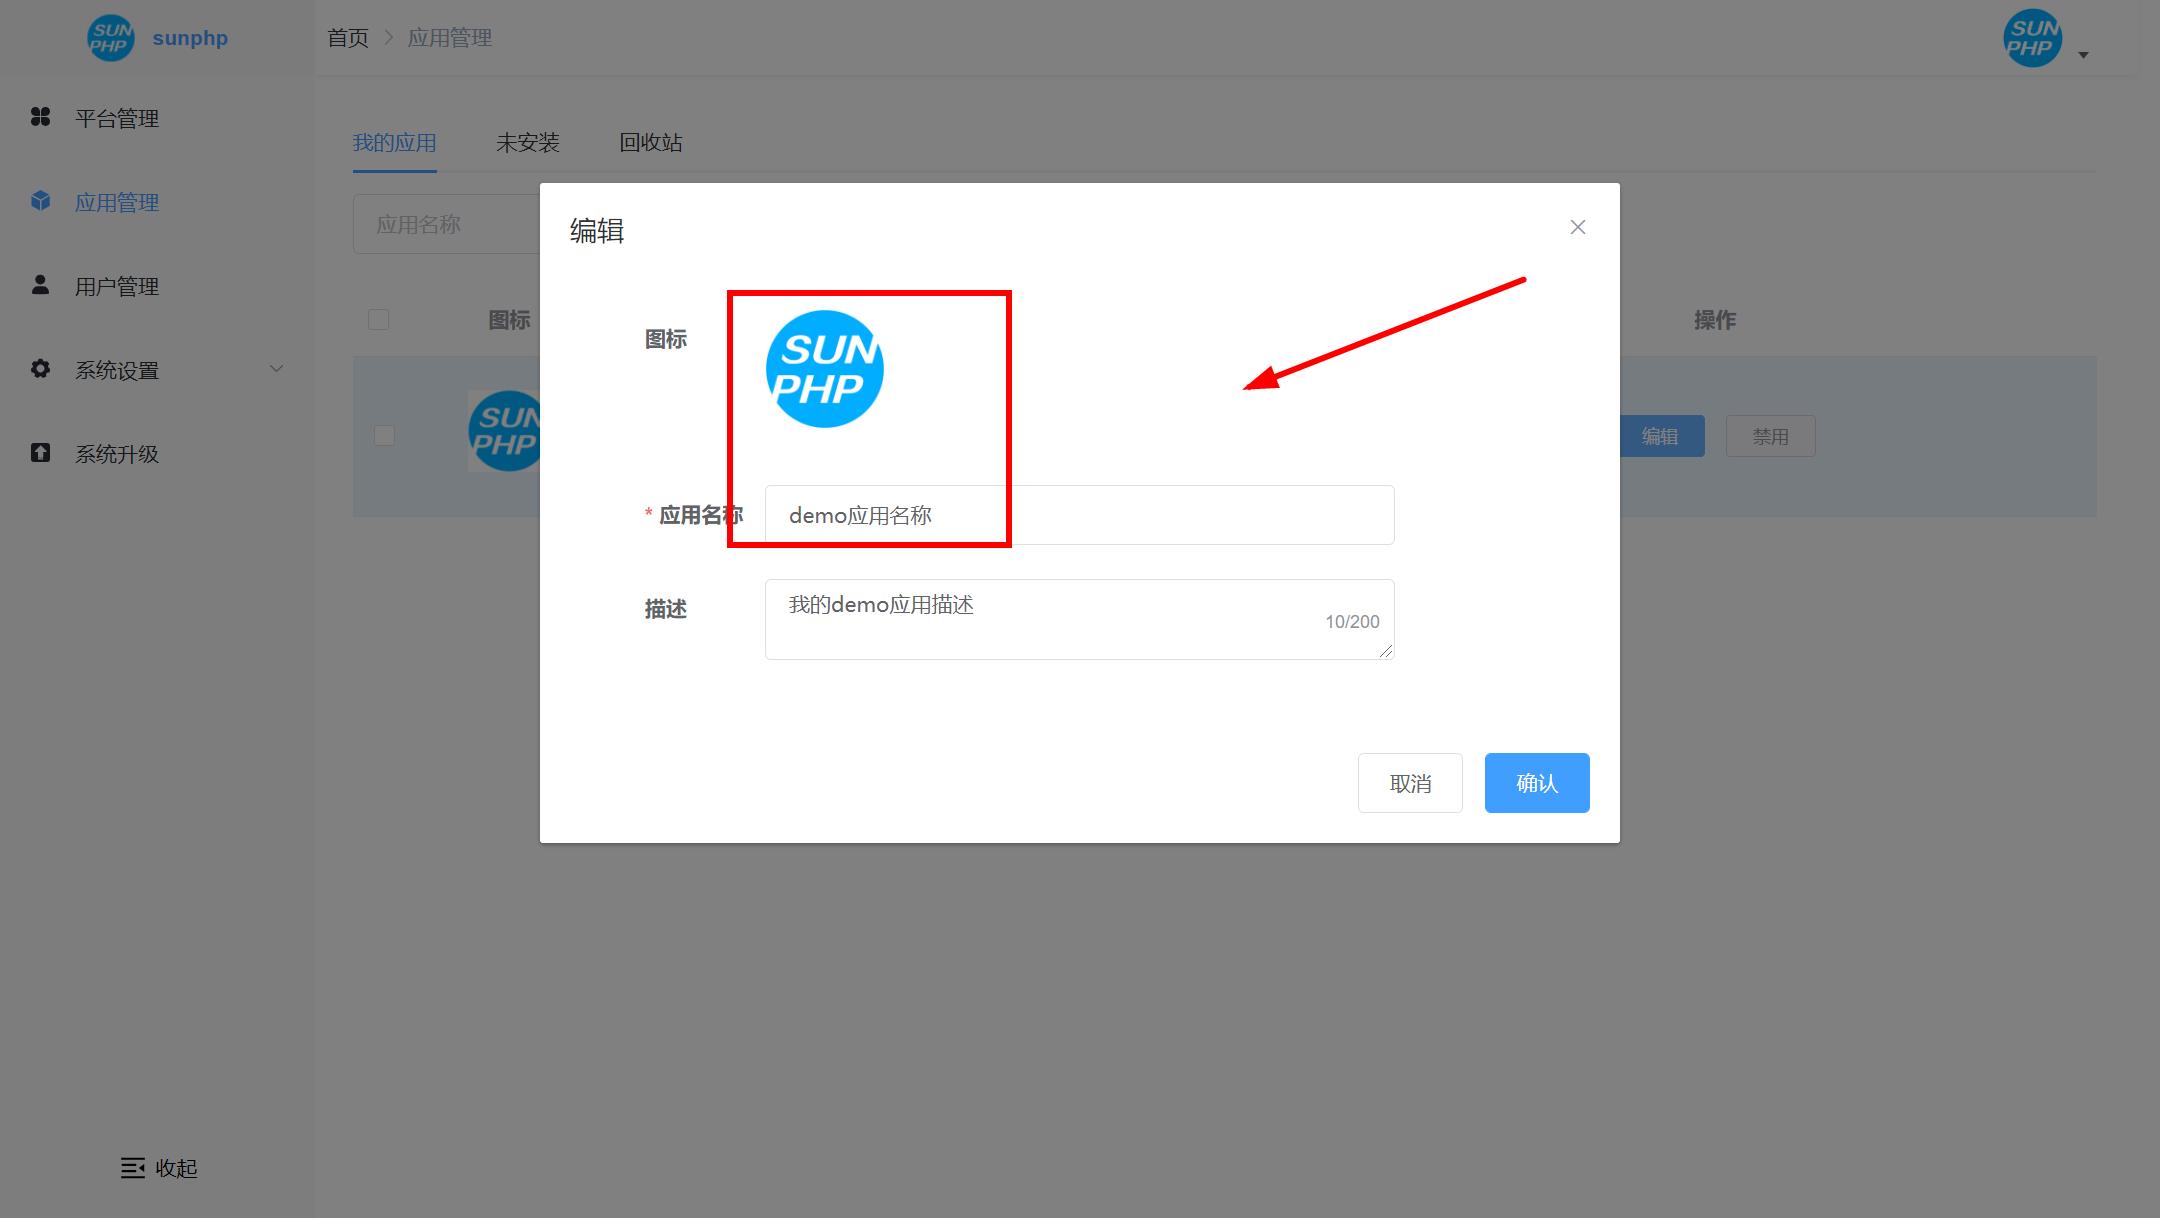 SUN
PHP
sunphp
首页
应用管理
SUN
PHP
平台管理
应用管理
用户管理
系统设置
系统升级
收起
我的应用
未安装
回收站
应用名称
图标
操作
SUN
PHP
编辑
禁用
编辑
图标
SUN
PHP
* 应用名称
demo应用名称
描述
我的demo应用描述
10/200
取消
确认